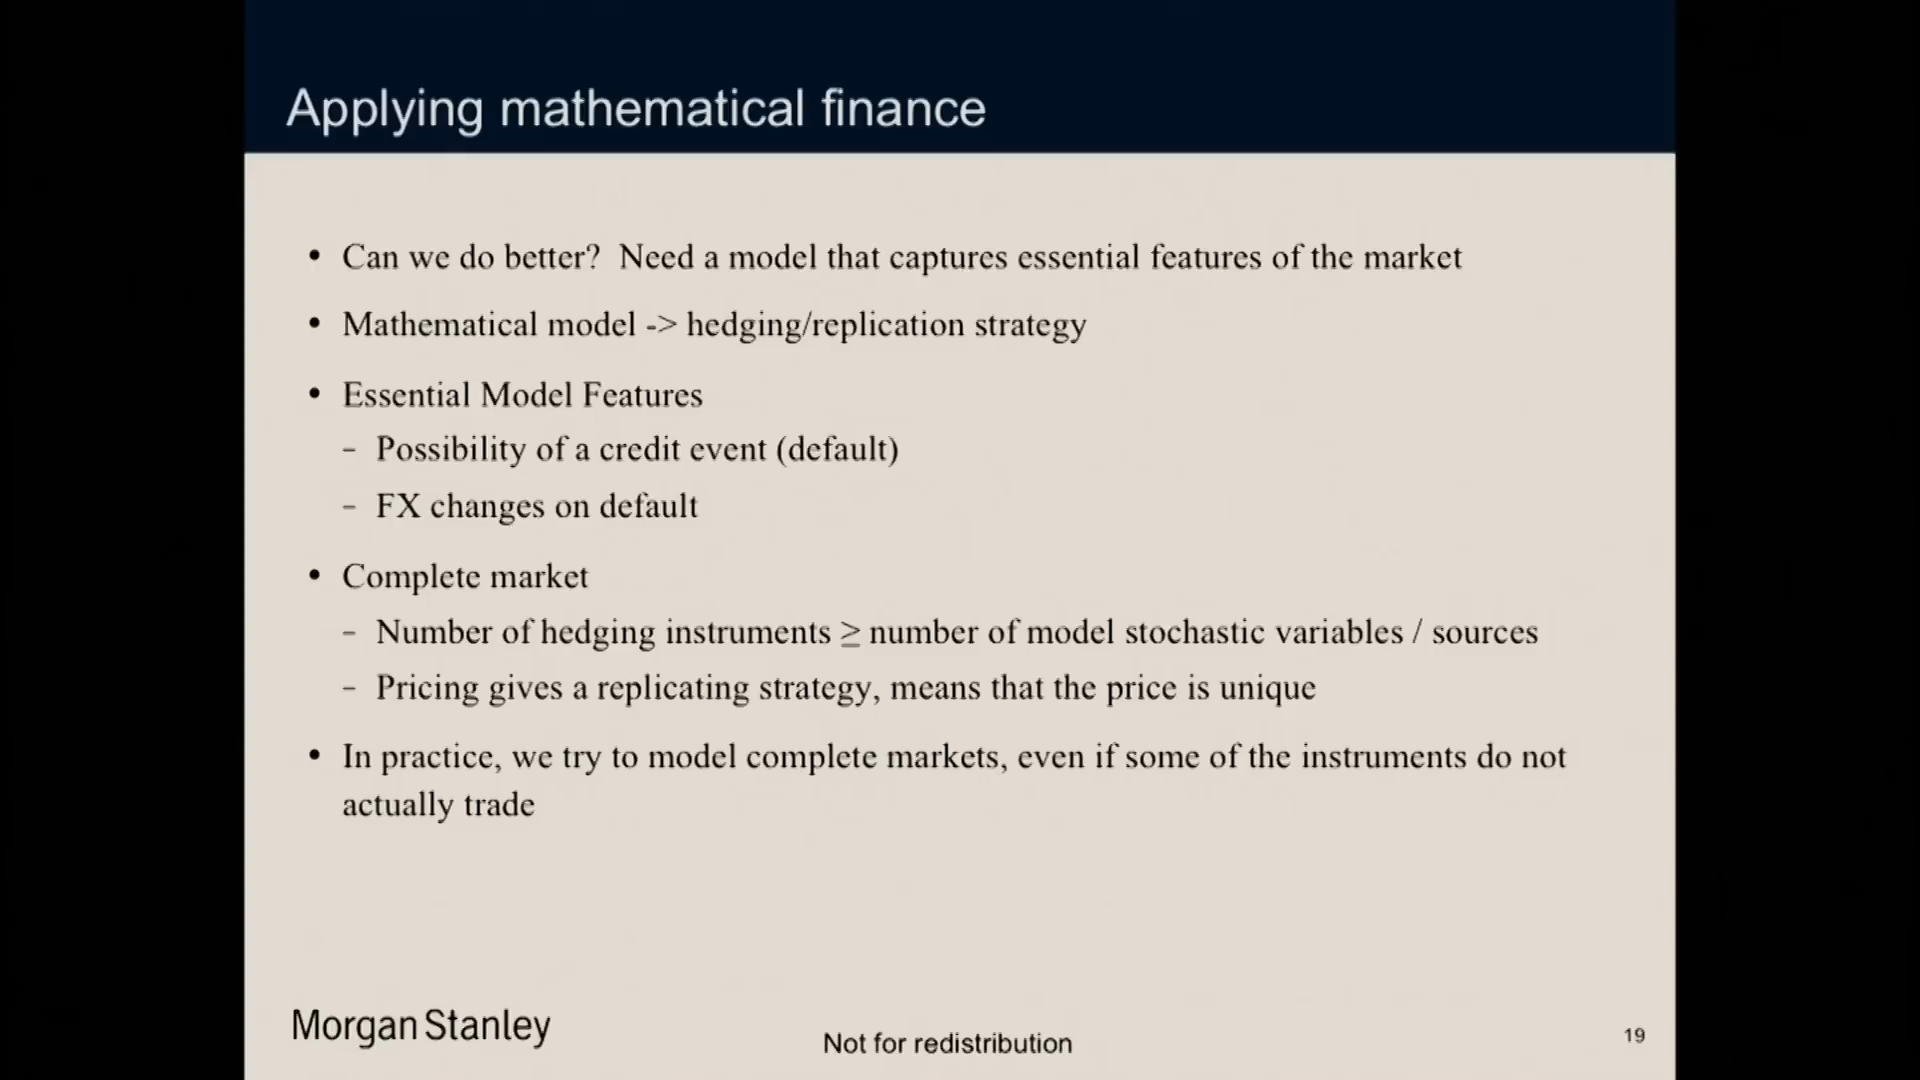 Applying mathematical finance
• Can we do better? Need a model that captures essential features of the market
• Mathematical model -> hedging/replication strategy
• Essential Model Features
– Possibility of a credit event (default)
– FX changes on default
• Complete market
– Number of hedging instruments ≥ number of model stochastic variables / sources
– Pricing gives a replicating strategy, means that the price is unique
• In practice, we try to model complete markets, even if some of the instruments do not
actually trade
Morgan Stanley
Not for redistribution
19